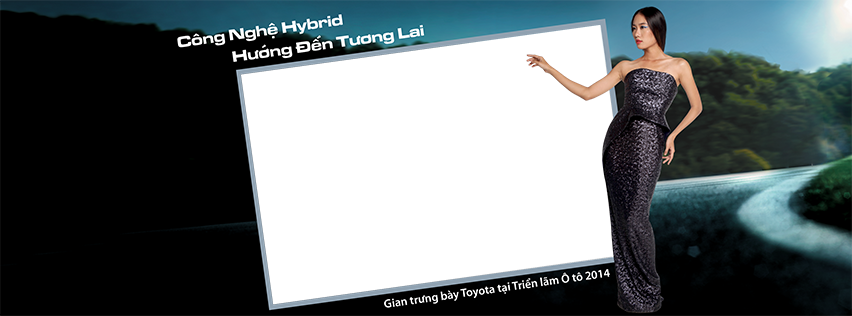 Công Nghệ Hybrid
Hướng Đến Tương Lai
Gian trưng bày Toyota tại Triển lãm Ô tô 2014